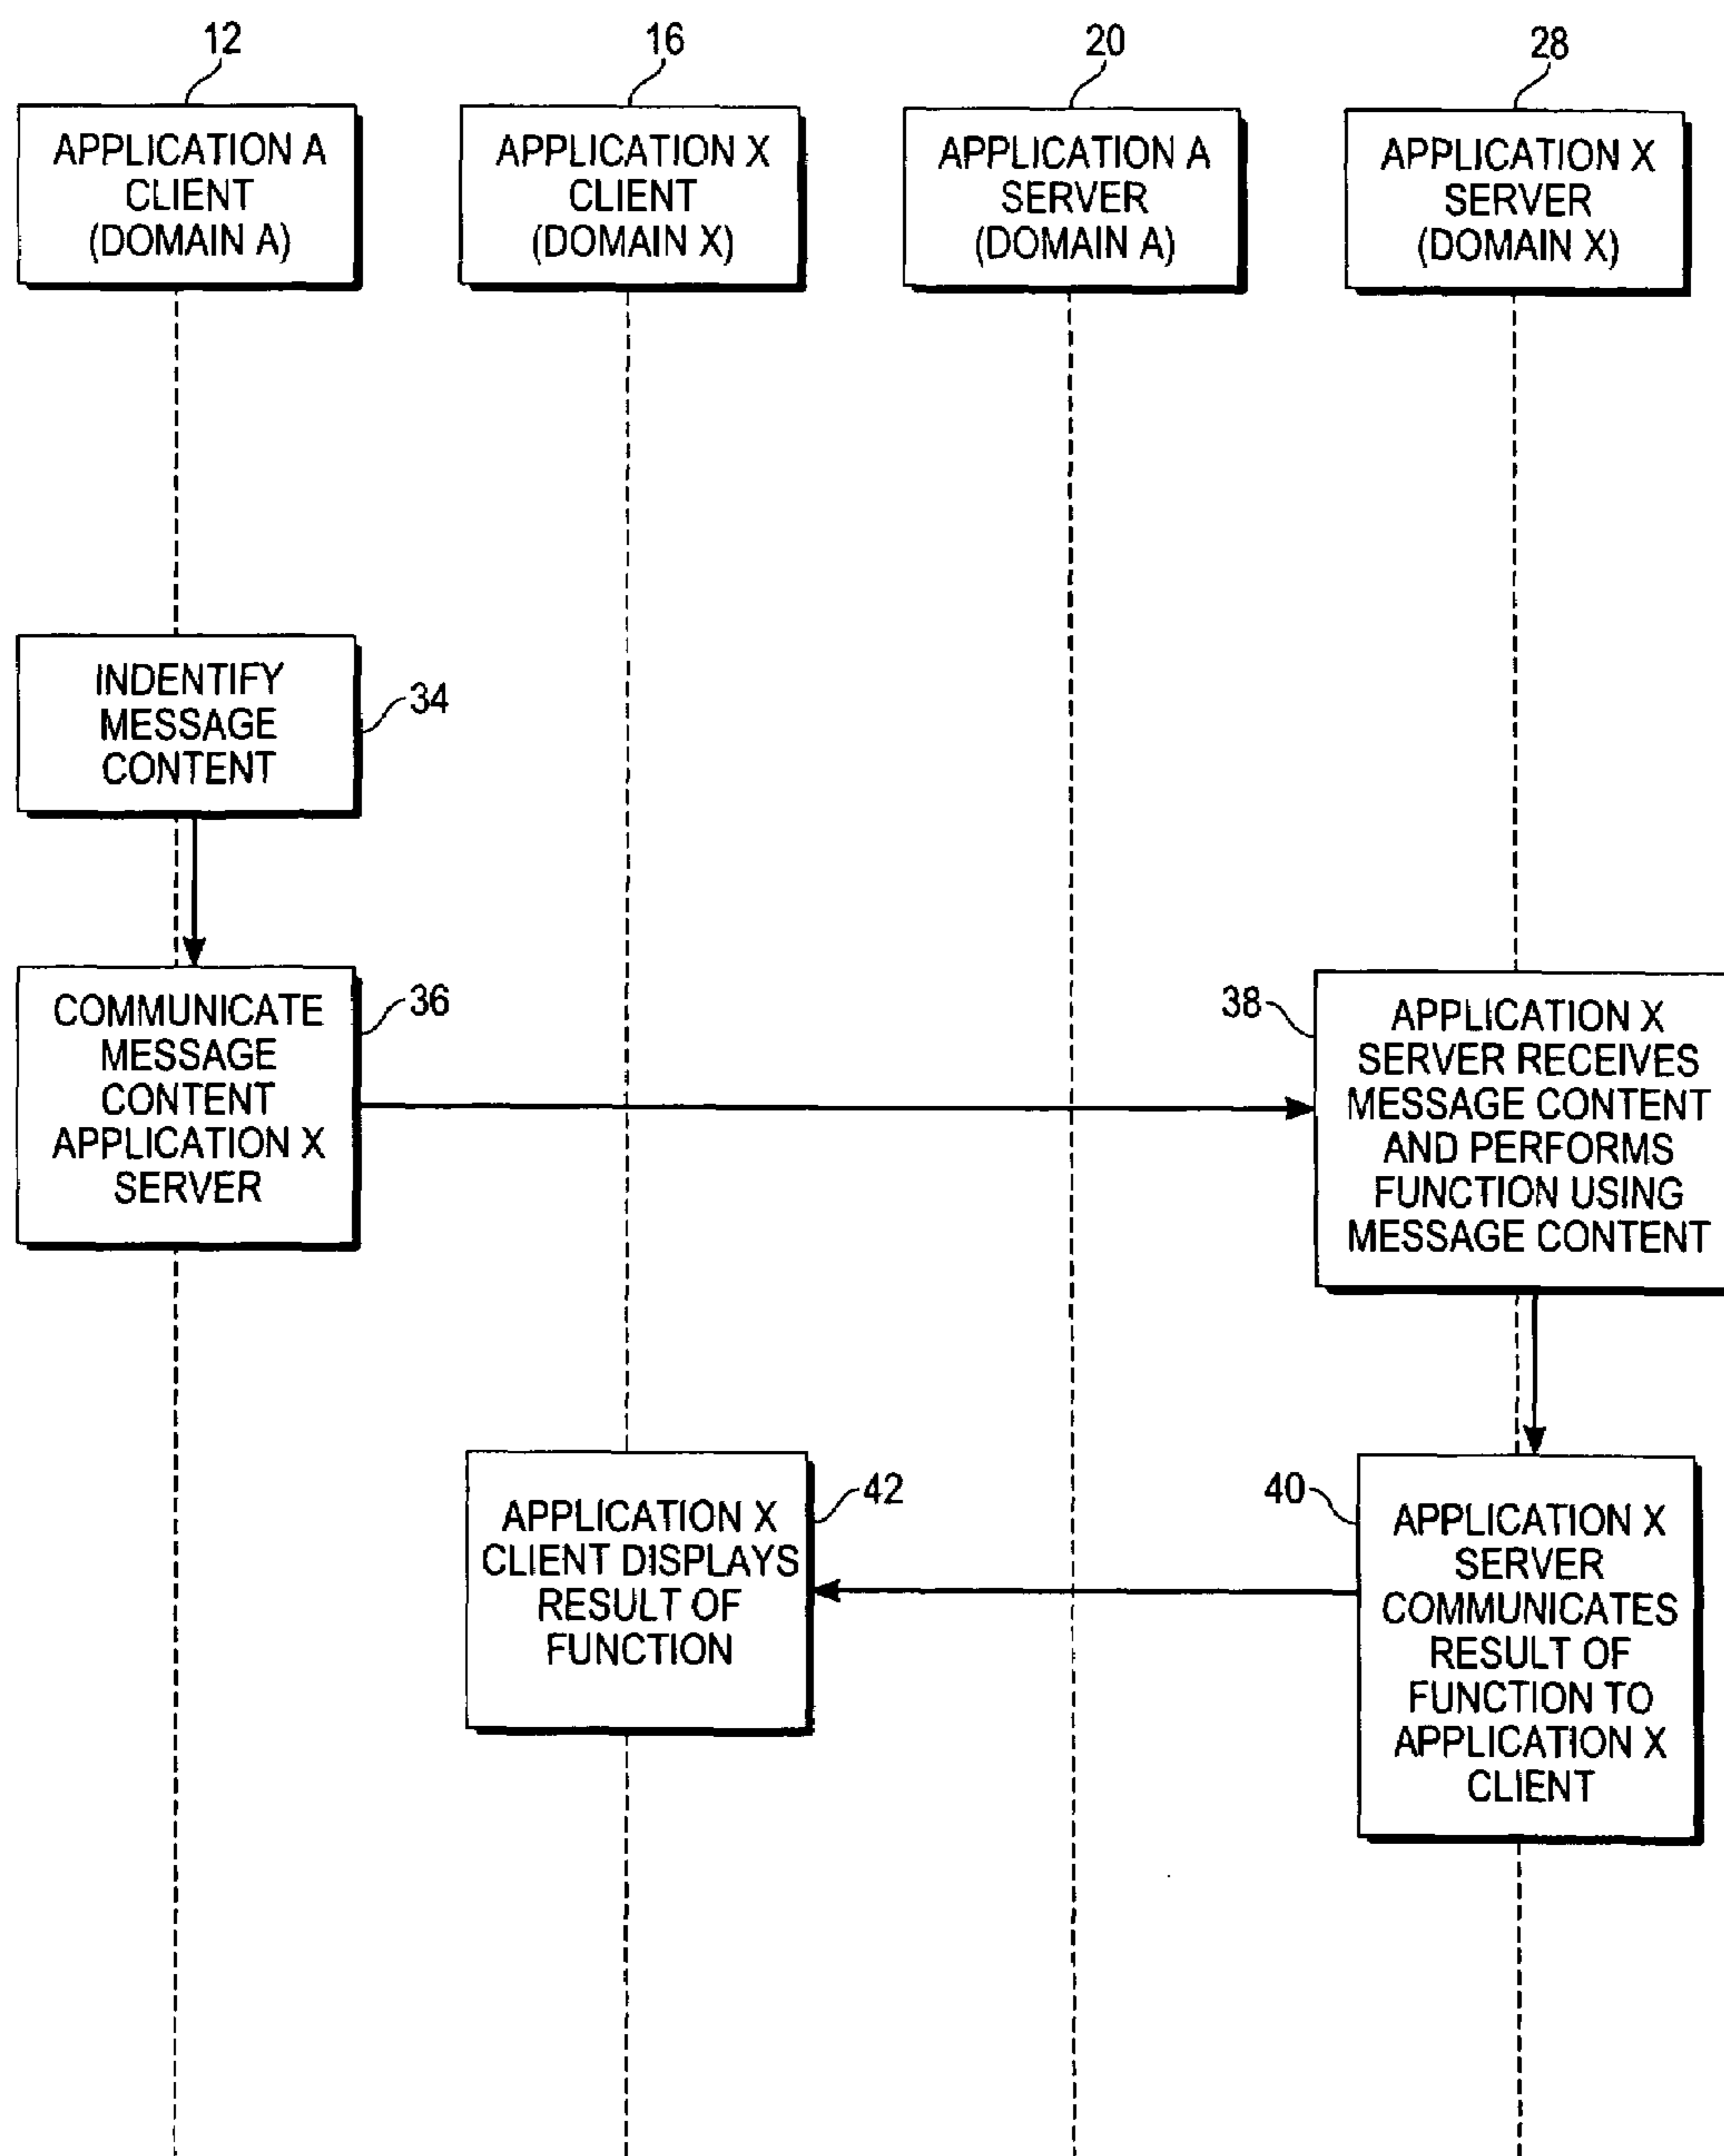 12
16
20
28
APPLICATION A
CLIENT
(DOMAIN A)
APPLICATION X
CLIENT
(DOMAIN X)
APPLICATION A
SERVER
(DOMAIN A)
APPLICATION X
SERVER
(DOMAIN X)
INDENTIFY
MESSAGE
CONTENT
34
COMMUNICATE
MESSAGE
CONTENT
APPLICATION X
SERVER
36
38
APPLICATION X
SERVER RECEIVES
MESSAGE CONTENT
AND PERFORMS
FUNCTION USING
MESSAGE CONTENT
APPLICATION X
CLIENT DISPLAYS
RESULT OF
FUNCTION
42
40
APPLICATION X
SERVER
COMMUNICATES
RESULT OF
FUNCTION TO
APPLICATION X
CLIENT